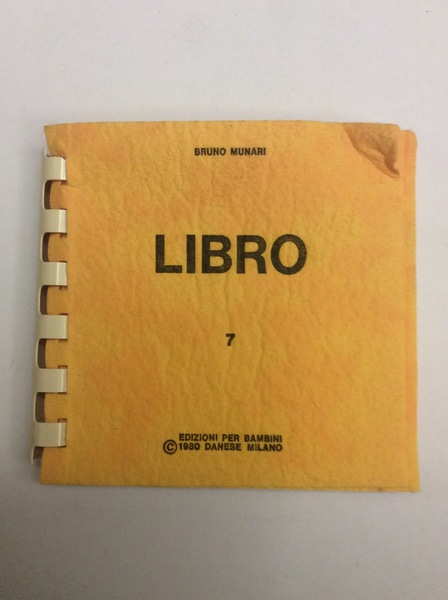 BRUNO MUNARI
LIBRO
7
EDIZIONI PER BAMBINI
© 1980 DANESE MILANO